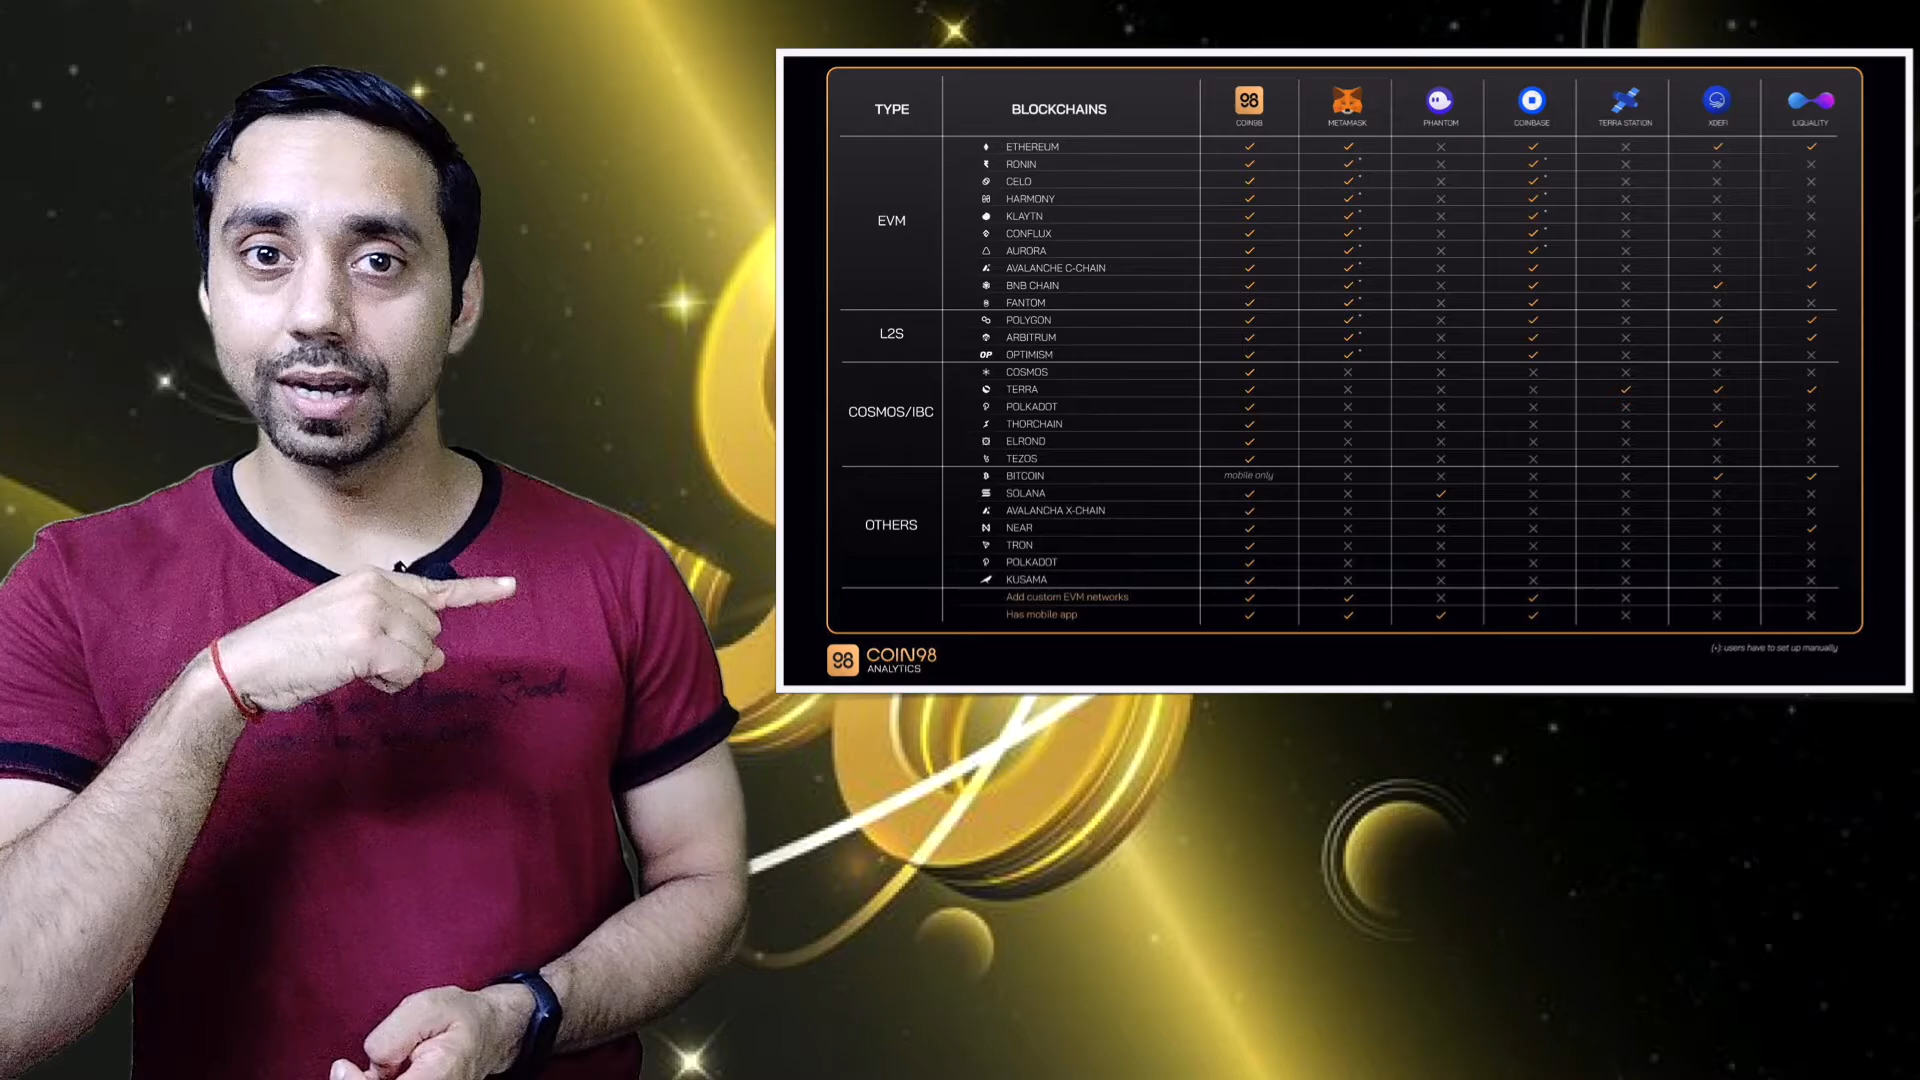 TYPE BLOCKCHAINS 98 COIN98 METAMASK PHANTOM COINBASE TERRA STATION XDEFI LIQUALITY
EVM
ETHEREUM
RONIN
CELO
HARMONY
KLAYTN
CONFLUX
AURORA
AVALANCHE C-CHAIN
BNB CHAIN
FANTOM
L2S
POLYGON
ARBITRUM
OP OPTIMISM
COSMOS/IBC
COSMOS
TERRA
POLKADOT
THORCHAIN
ELROND
TEZOS
OTHERS
BITCOIN mobile only
SOLANA
AVALANCHA X-CHAIN
NEAR
TRON
POLKADOT
KUSAMA
Add custom EVM networks
Has mobile app
98 COIN98
ANALYTICS
(*): users have to set up manually